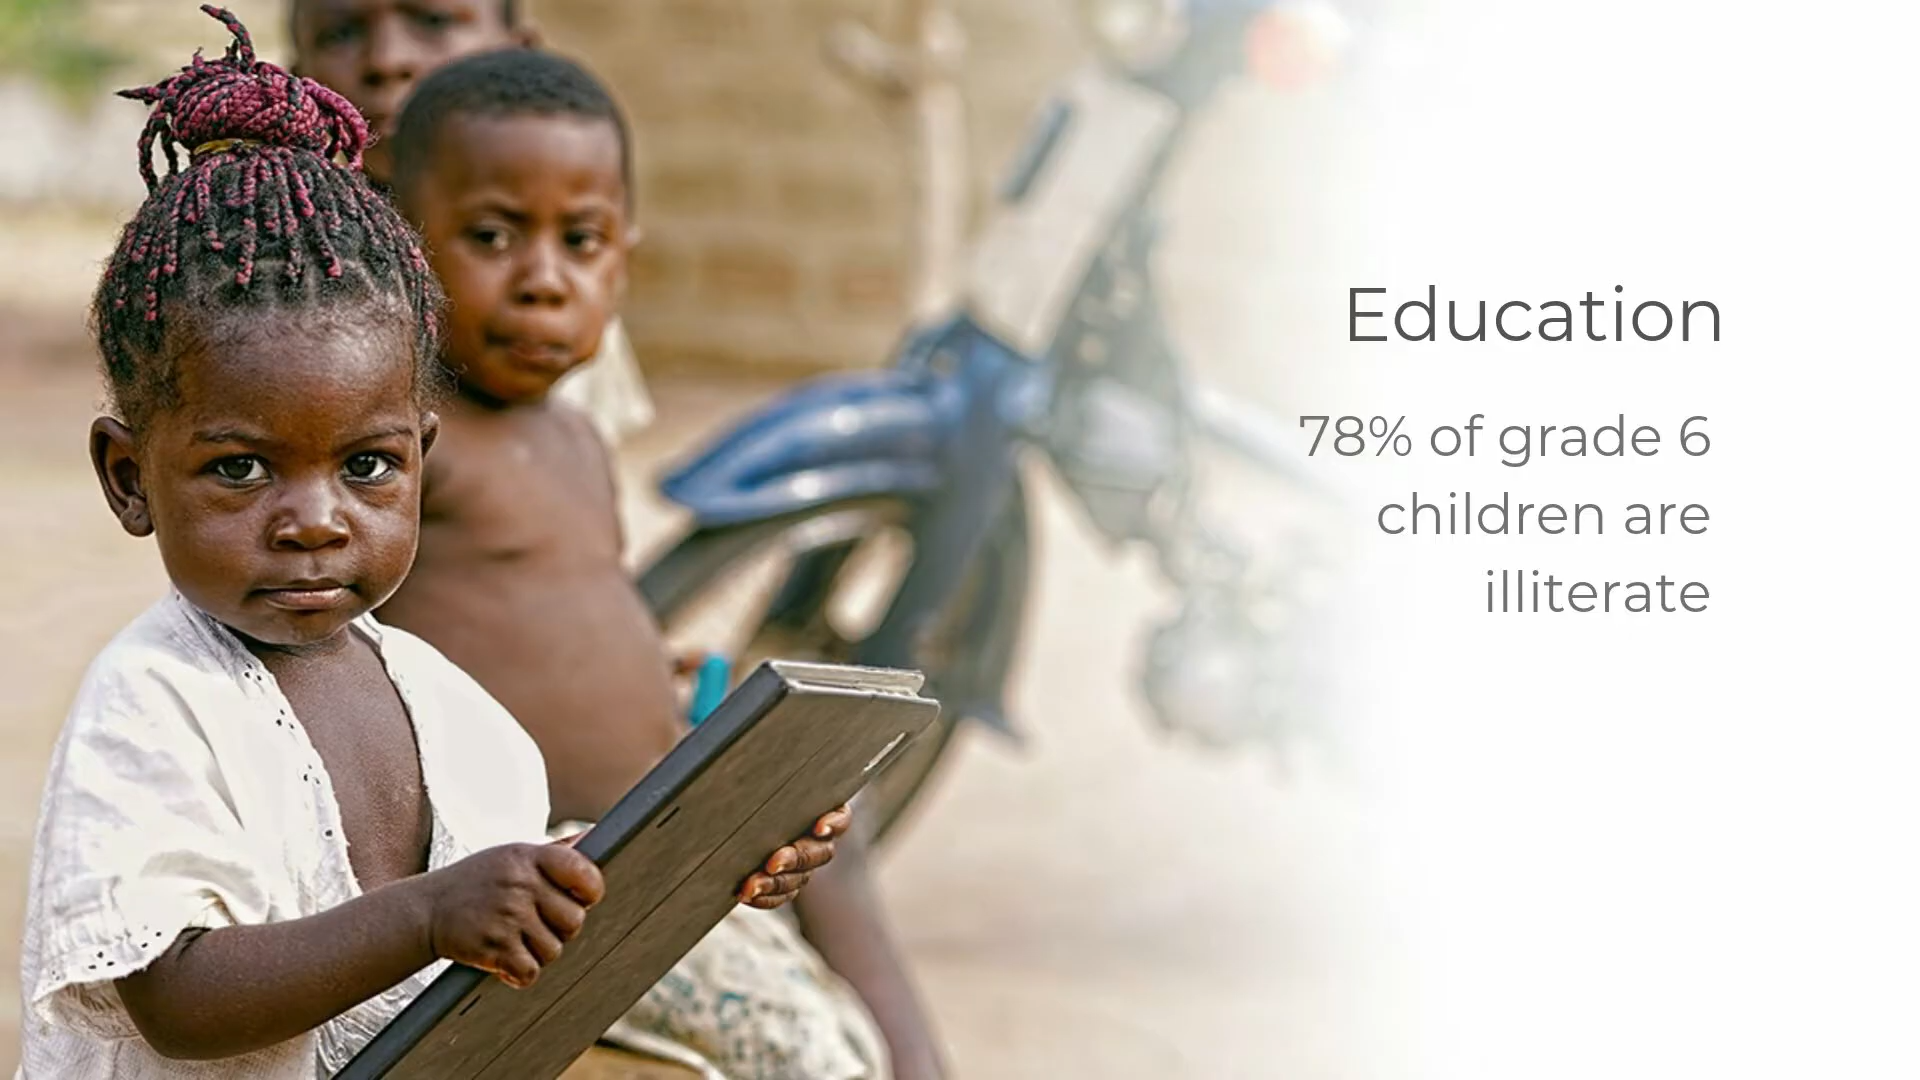 Education
78% of grade 6
children are
illiterate